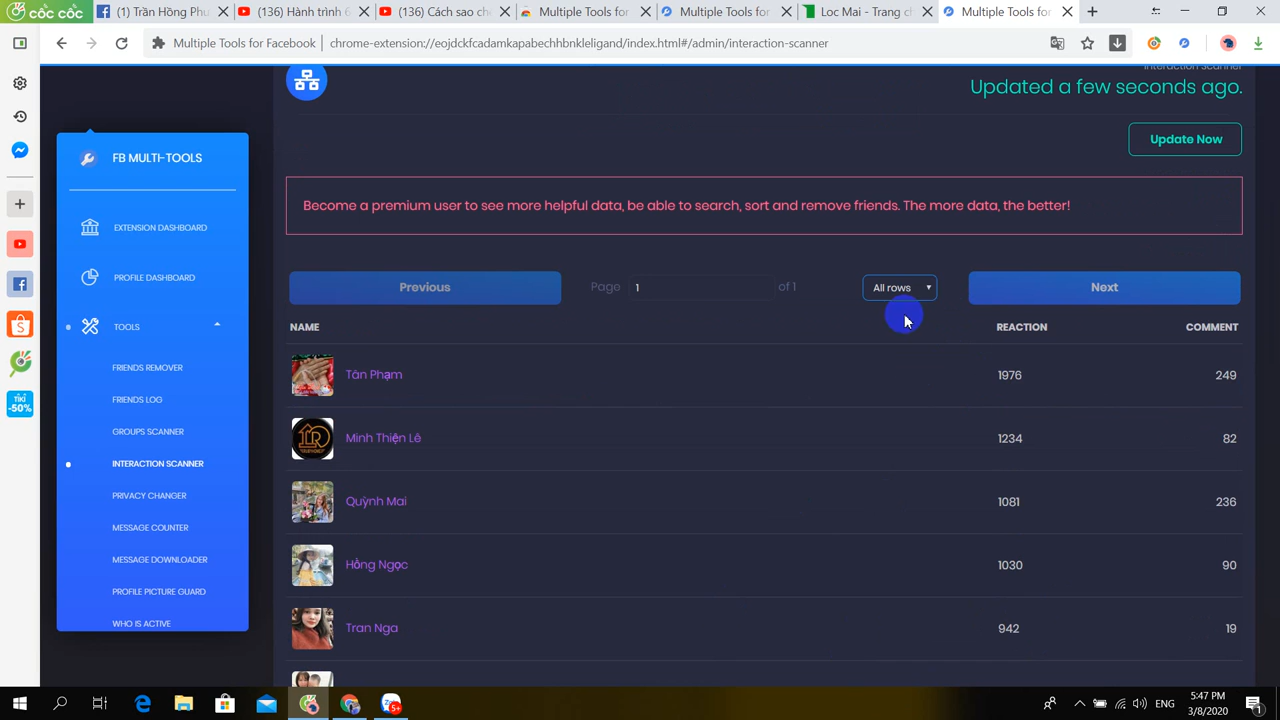 cốc cốc
(1) Trần Hồng Phư
(136) Hành trình 6
(136) Cách tạo
Multiple Tools for
Multiple Tools for
Loc Mai - Trang ch
Multiple Tools for
Multiple Tools for Facebook
chrome-extension://eojdckfcadamkapabechhbnkleligand/index.html#/admin/interaction-scanner
Interaction Scanner
Updated a few seconds ago.
Update Now
FB MULTI-TOOLS
EXTENSION DASHBOARD
PROFILE DASHBOARD
TOOLS
FRIENDS REMOVER
FRIENDS LOG
GROUPS SCANNER
INTERACTION SCANNER
PRIVACY CHANGER
MESSAGE COUNTER
MESSAGE DOWNLOADER
PROFILE PICTURE GUARD
WHO IS ACTIVE
TIKI
-50%
Become a premium user to see more helpful data, be able to search, sort and remove friends. The more data, the better!
Previous Page 1 of 1 All rows Next
NAME REACTION COMMENT
Tân Phạm 1976 249
Minh Thiện Lê 1234 82
Quỳnh Mai 1081 236
Hồng Ngọc 1030 90
Tran Nga 942 19
5+
ENG
5:47 PM
3/8/2020
1